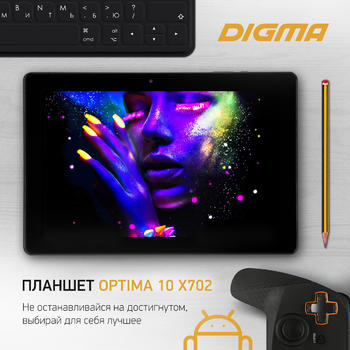 DIGMA
ПЛАНШЕТ OPTIMA 10 X702
Не останавливайся на достигнутом,
выбирай для себя лучшее